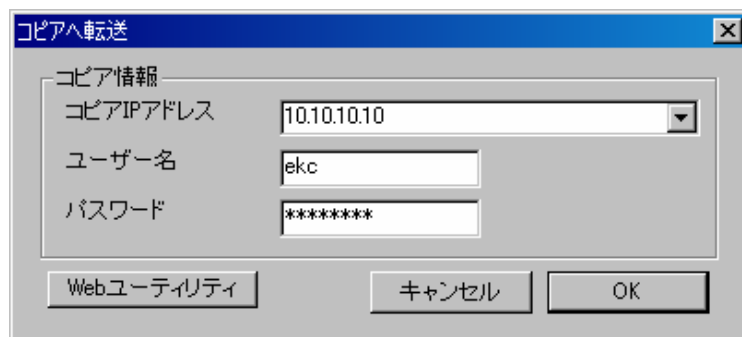 コピアへ転送
コピア情報
コピアIPアドレス 10.10.10.10
ユーザー名 ekc
パスワード ********
Webユーティリティ キャンセル OK